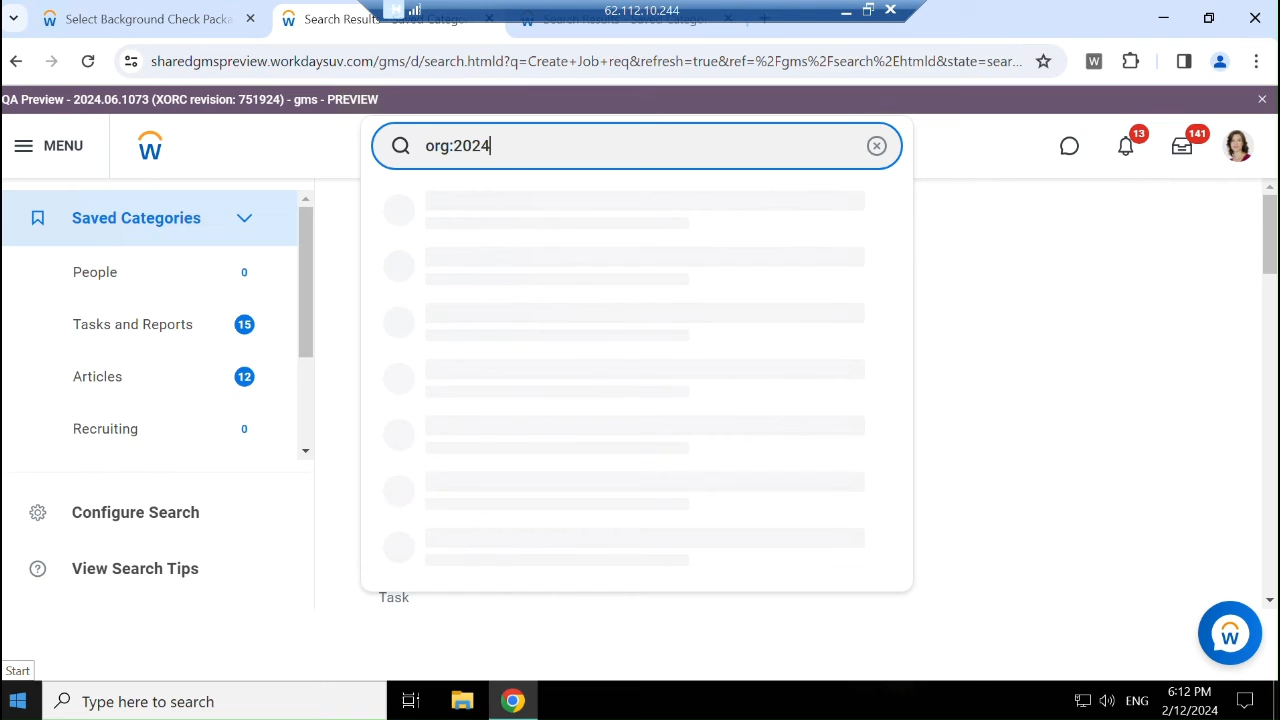 Select Background Check Packa
Search Result
62.112.10.244
sharedgmspreview.workdaysuv.com/gms/d/search.htmld?q=Create+Job+req&refresh=true&ref=%2Fgms%2Fsearch%2Ehtmld&state=sear...
W
QA Preview - 2024.06.1073 (XORC revision: 751924) - gms - PREVIEW
MENU
org:2024
13
141
Saved Categories
People 0
Tasks and Reports 15
Articles 12
Recruiting 0
Configure Search
View Search Tips
Task
Start
Type here to search
ENG
6:12 PM
2/12/2024